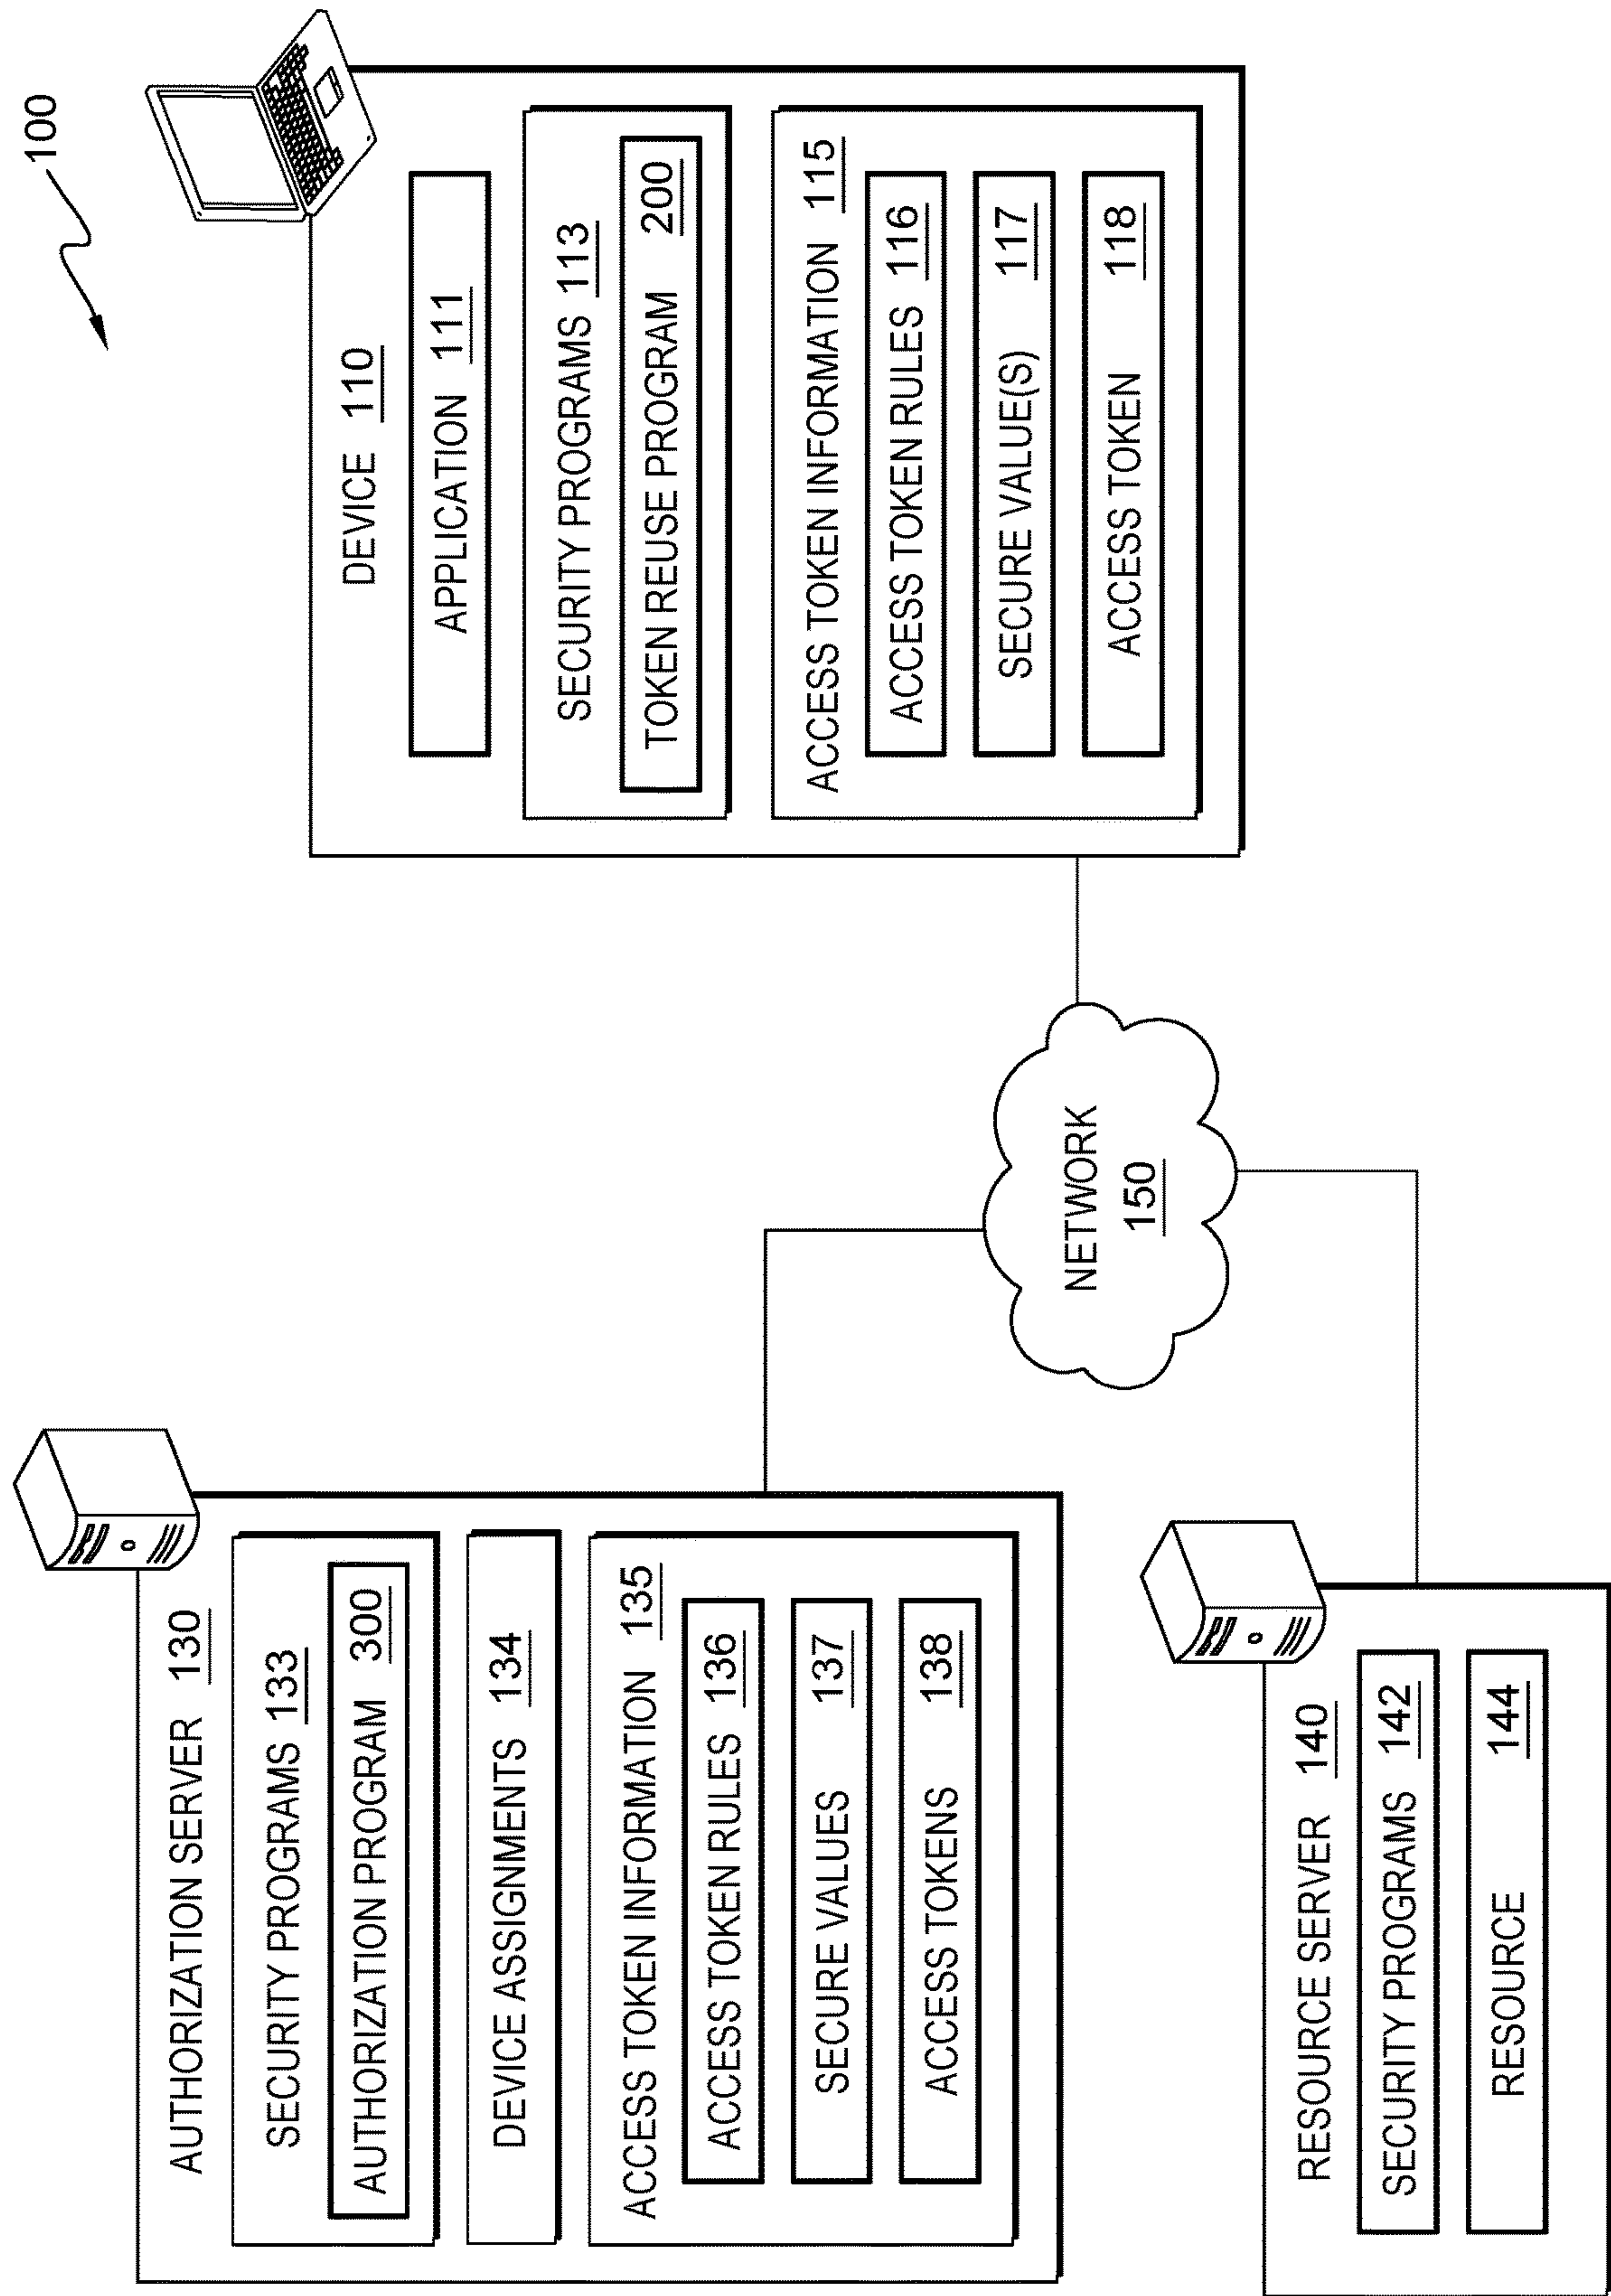 100
AUTHORIZATION SERVER 130
SECURITY PROGRAMS 133
AUTHORIZATION PROGRAM 300
DEVICE ASSIGNMENTS 134
ACCESS TOKEN INFORMATION 135
ACCESS TOKEN RULES 136
SECURE VALUES 137
ACCESS TOKENS 138
RESOURCE SERVER 140
SECURITY PROGRAMS 142
RESOURCE 144
NETWORK
150
DEVICE 110
APPLICATION 111
SECURITY PROGRAMS 113
TOKEN REUSE PROGRAM 200
ACCESS TOKEN INFORMATION 115
ACCESS TOKEN RULES 116
SECURE VALUE(S) 117
ACCESS TOKEN 118